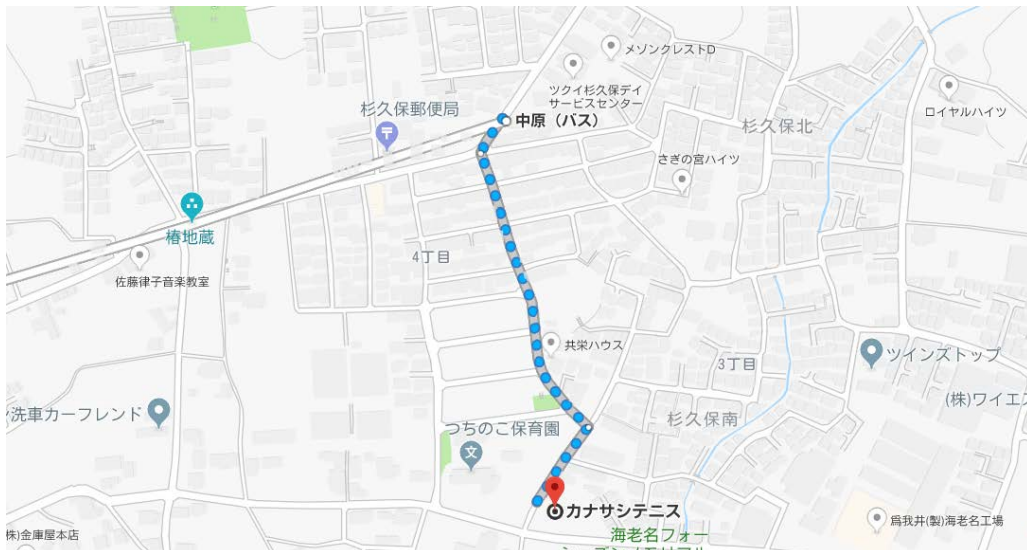 メゾンクレストD
ツクイ杉久保デイ
サービスセンター
杉久保郵便局
中原（バス）
杉久保北
ロイヤルハイツ
さぎの宮ハイツ
椿地蔵
4丁目
佐藤律子音楽教室
共栄ハウス
3丁目
ツインストップ
(株)ワイエス
洗車カーフレンド
杉久保南
つちのこ保育園
カナサシテニス
海老名フォー
爲我井(製)海老名工場
株)金庫屋本店